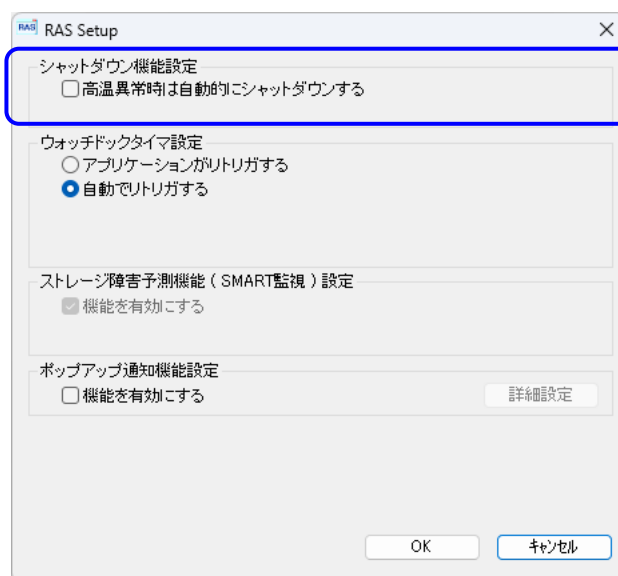 RAS RAS Setup
シャットダウン機能設定
高温異常時は自動的にシャットダウンする
ウォッチドックタイマ設定
アプリケーションがリトリガする
自動でリトリガする
ストレージ障害予測機能 ( SMART監視 ) 設定
機能を有効にする
ポップアップ通知機能設定
機能を有効にする 詳細設定
OK キャンセル